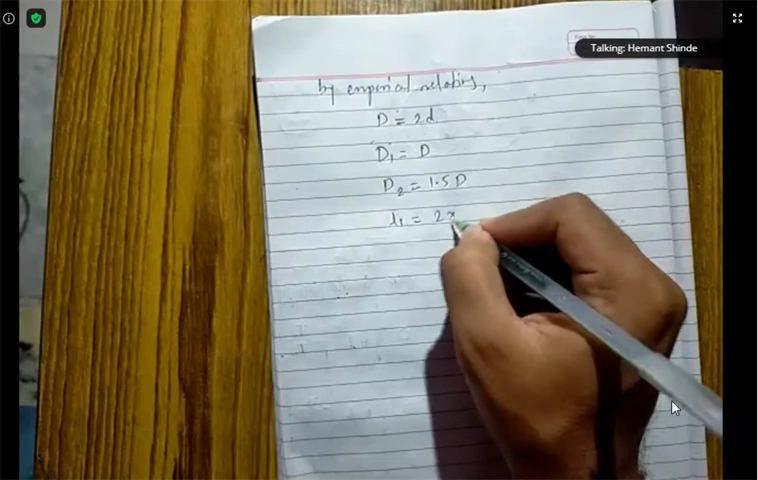 Talking: Hemant Shinde
by empirical relations,
D = 2d
D₁ = D
D₂ = 1.5 D
l₁ = 2x